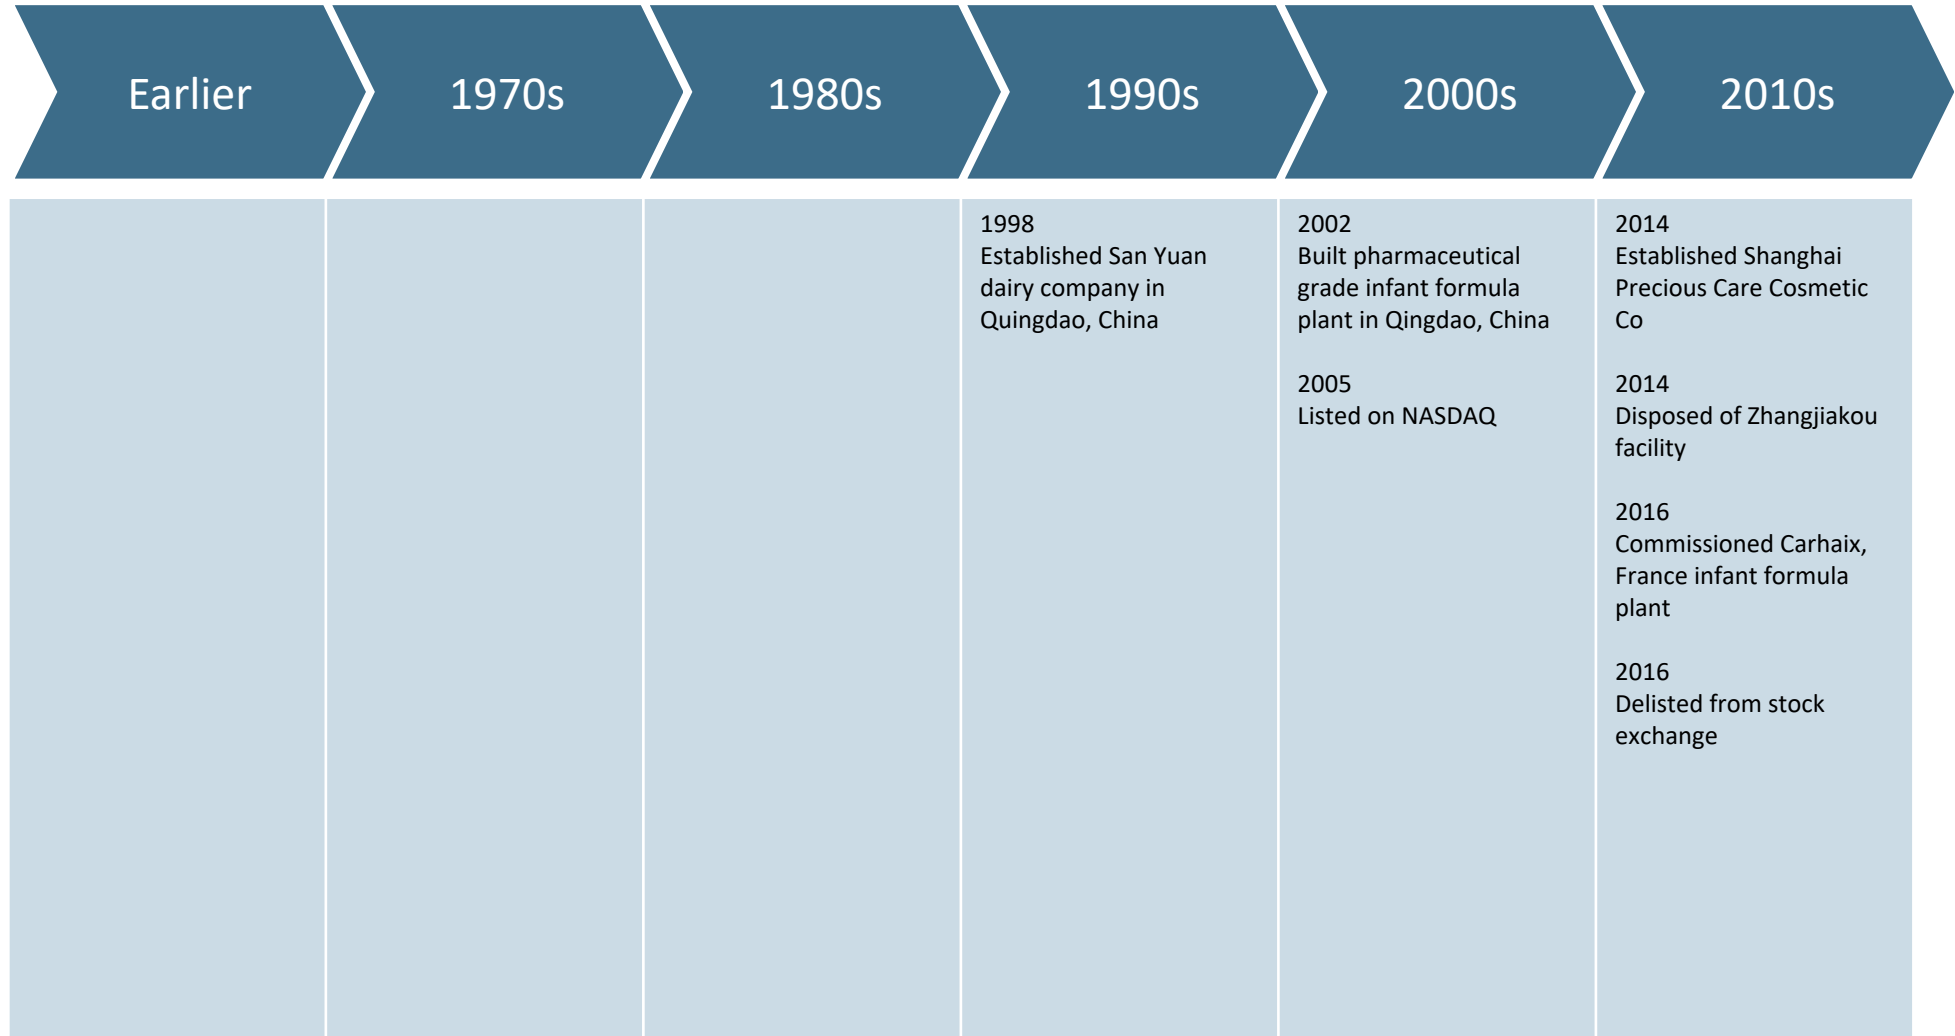 Earlier
1970s
1980s
1990s
2000s
2010s
1998
Established San Yuan
dairy company in
Quingdao, China
2002
Built pharmaceutical
grade infant formula
plant in Qingdao, China
2005
Listed on NASDAQ
2014
Established Shanghai
Precious Care Cosmetic
Co
2014
Disposed of Zhangjiakou
facility
2016
Commissioned Carhaix,
France infant formula
plant
2016
Delisted from stock
exchange